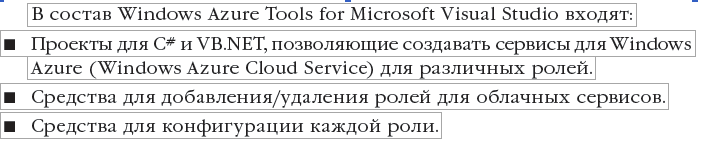 В состав Windows Azure Tools for Microsoft Visual Studio входят:
■ Проекты для C# и VB.NET, позволяющие создавать сервисы для Windows
Azure (Windows Azure Cloud Service) для различных ролей.
■ Средства для добавления/удаления ролей для облачных сервисов.
■ Средства для конфигурации каждой роли.